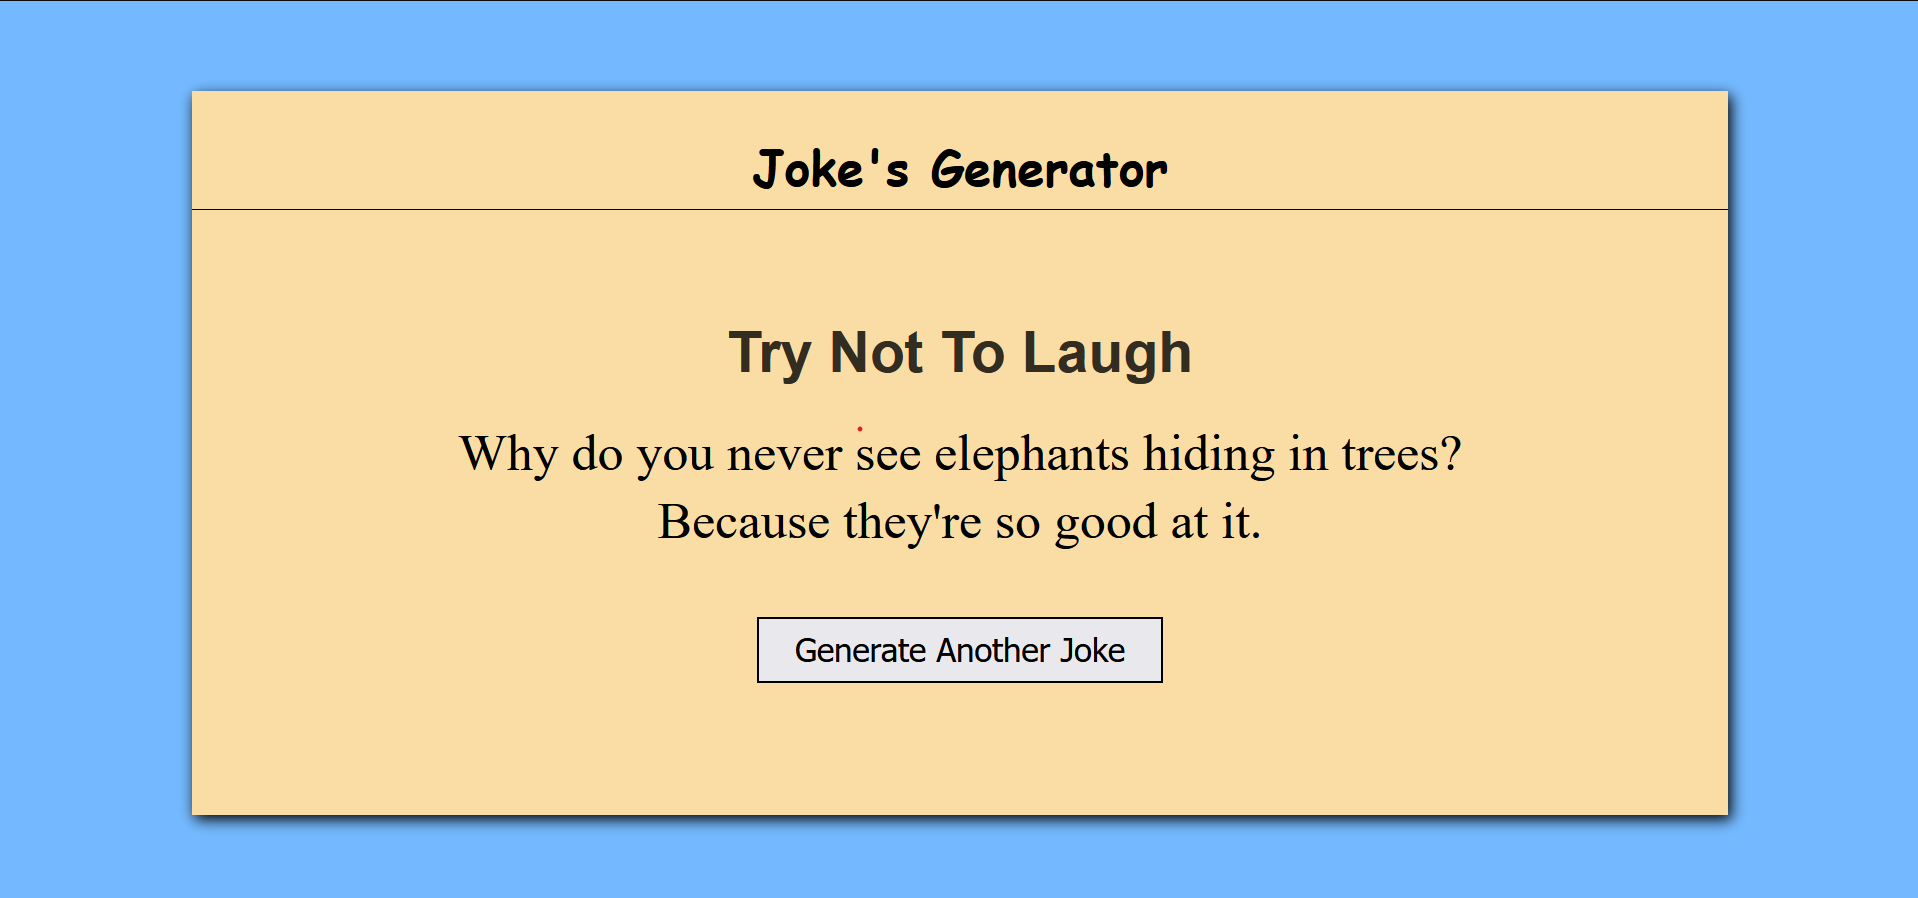 Joke's Generator
Try Not To Laugh
Why do you never see elephants hiding in trees?
Because they're so good at it.
Generate Another Joke